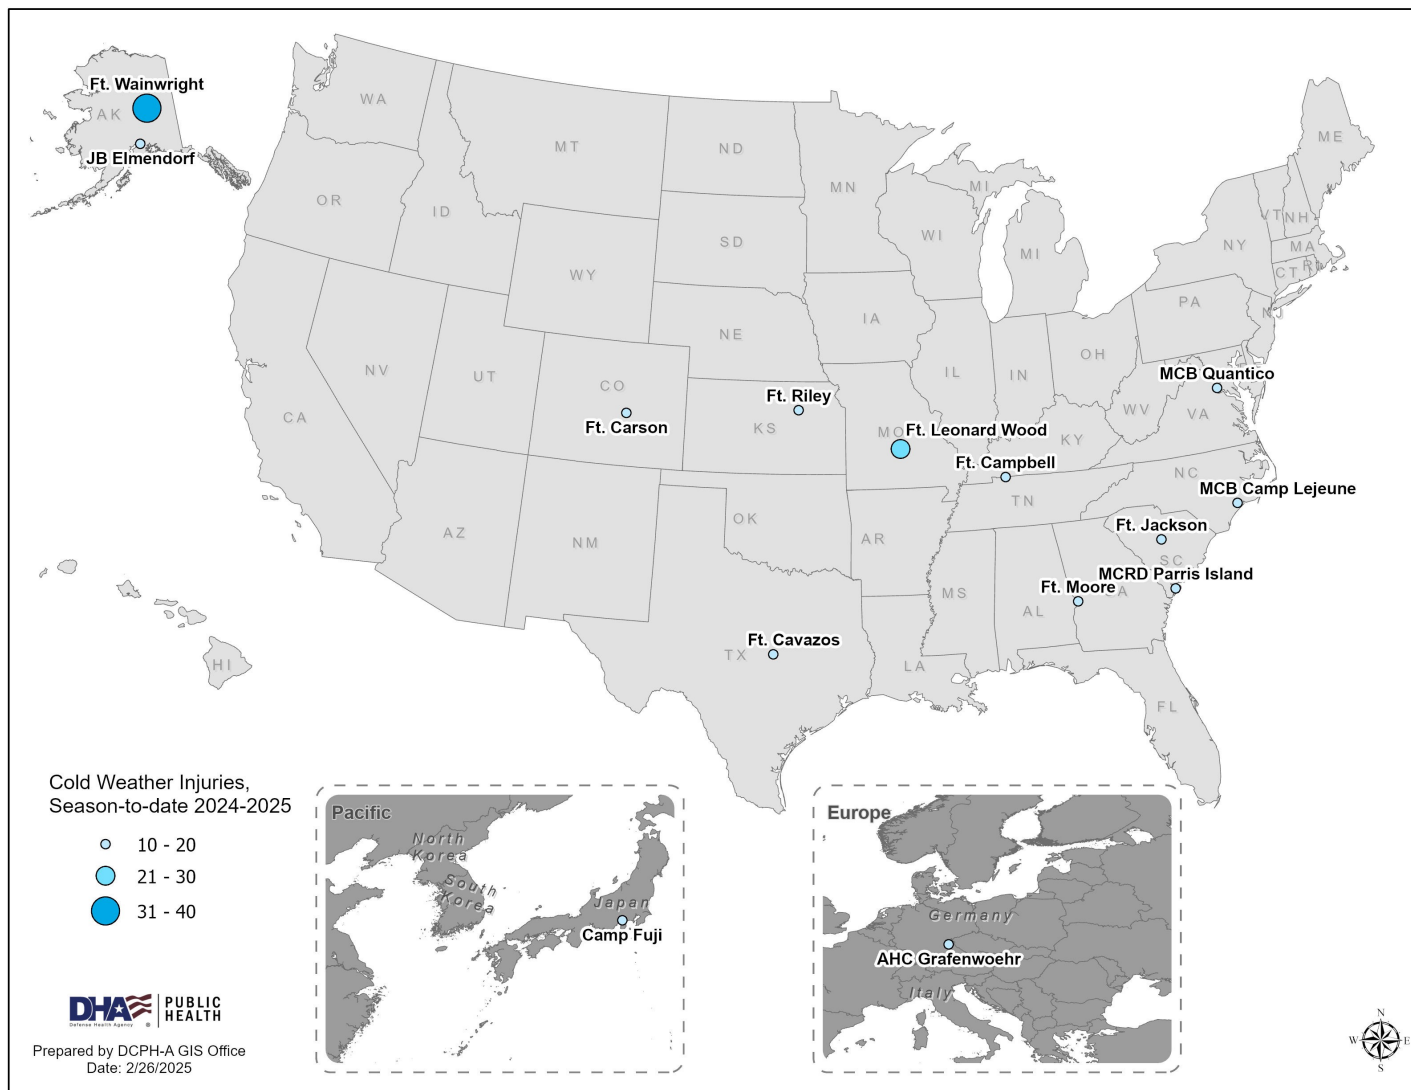 Ft. Wainwright
AK
JB Elmendorf
WA
MT
ND
MN
MI
ME
OR
ID
SD
WI
MI
VT
NH
NY
MA
WY
CT
RI
IA
PA
NE
NJ
NV
UT
CO
IL
IN
OH
MCB Quantico
CA
Ft. Carson
Ft. Riley
KS
MO
Ft. Leonard Wood
WV
VA
KY
Ft. Campbell
NC
MCB Camp Lejeune
AZ
NM
OK
TN
AR
Ft. Jackson
SC
MCRD Parris Island
Ft. Moore
GA
MS
AL
Ft. Cavazos
TX
LA
HI
FL
Cold Weather Injuries,
Season-to-date 2024-2025
10 - 20
21 - 30
31 - 40
Pacific
North
Korea
South
Korea
Japan
Camp Fuji
Europe
Germany
AHC Grafenwoehr
Italy
DHA
Defense Health Agency
PUBLIC
HEALTH
Prepared by DCPH-A GIS Office
Date: 2/26/2025
N
W
E
S